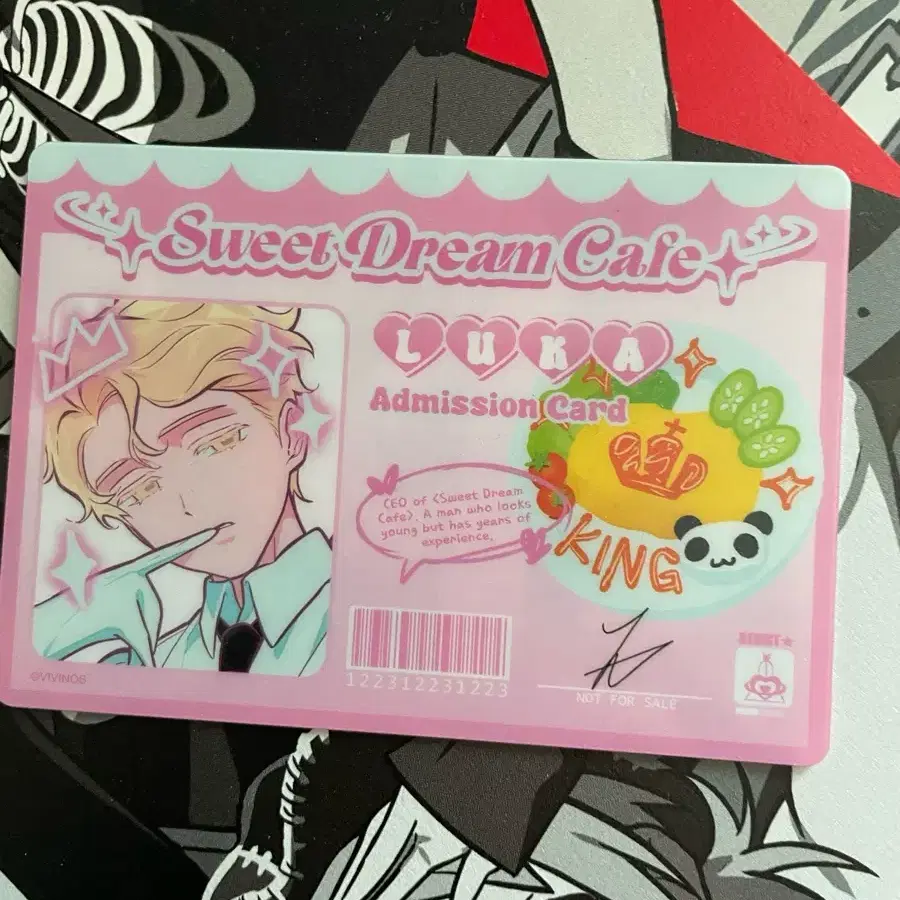 Sweet Dream Cafe
LUKA
Admission Card
CEO of <Sweet Dream
Cafe>. A man who looks
young but has years of
experience.
KING
122312231223
NOT FOR SALE
©VIVINOS